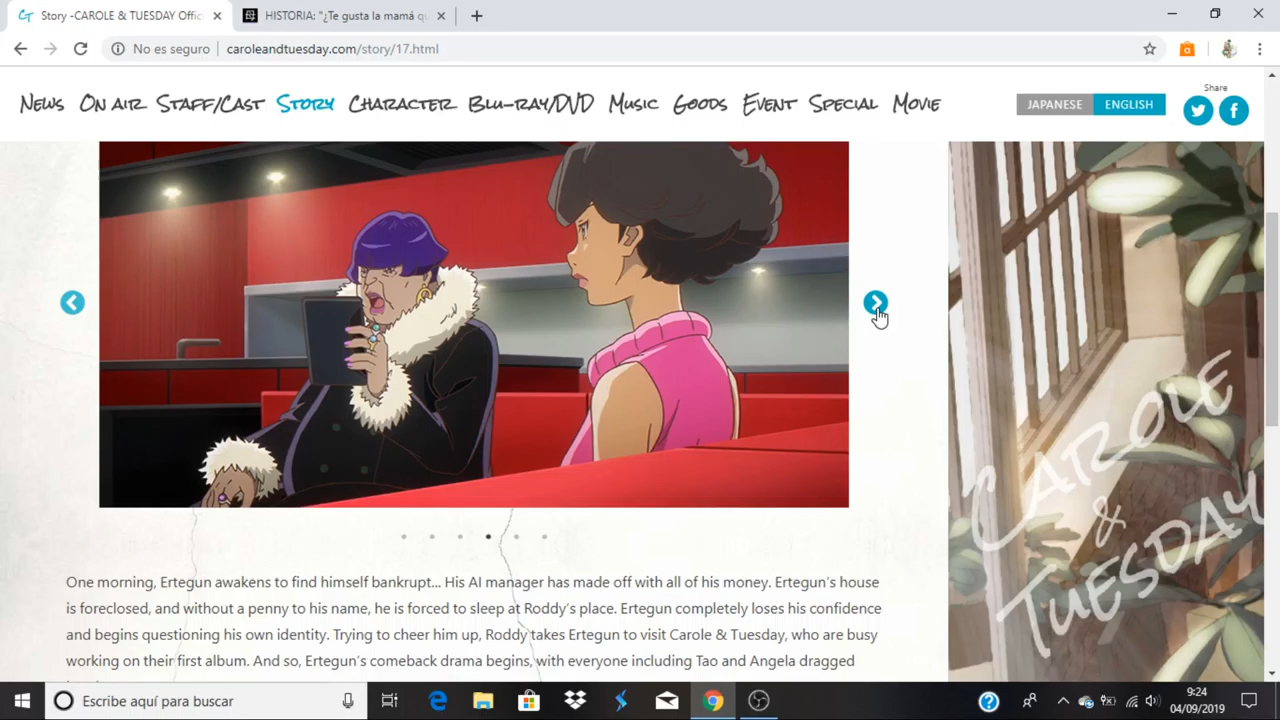 Story -CAROLE & TUESDAY Offic
HISTORIA: "¿Te gusta la mamá qu
No es seguro
caroleandtuesday.com/story/17.html
News On air Staff/Cast Story Character Blu-ray/DVD Music Goods Event Special Movie
JAPANESE ENGLISH
Share
One morning, Ertegun awakens to find himself bankrupt... His AI manager has made off with all of his money. Ertegun's house
is foreclosed, and without a penny to his name, he is forced to sleep at Roddy's place. Ertegun completely loses his confidence
and begins questioning his own identity. Trying to cheer him up, Roddy takes Ertegun to visit Carole & Tuesday, who are busy
working on their first album. And so, Ertegun's comeback drama begins, with everyone including Tao and Angela dragged
CAROLE
&
TUESDAY
Escribe aquí para buscar
9:24
04/09/2019